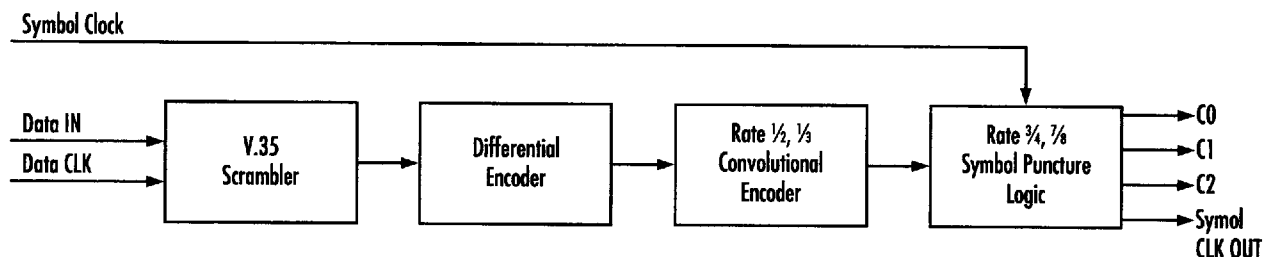 Symbol Clock
Data IN
Data CLK
V.35
Scrambler
Differential
Encoder
Rate ½, ⅓
Convolutional
Encoder
Rate ¾, ⅞
Symbol Puncture
Logic
C0
C1
C2
Symol
CLK OUT